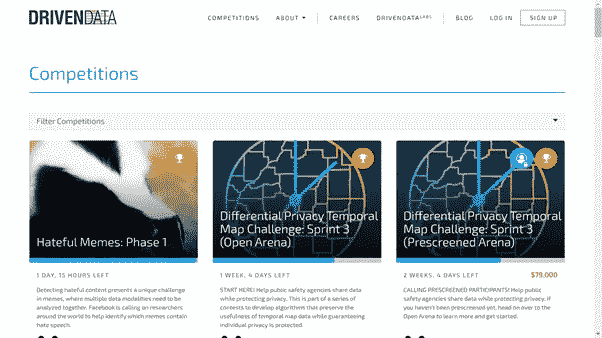 DRIVENDATA
COMPETITIONS ABOUT CAREERS DRIVENDATA LABS BLOG LOG IN SIGN UP
Competitions
Filter Competitions
Hateful Memes: Phase 1
1 DAY, 15 HOURS LEFT
Detecting hateful content presents a unique challenge
in memes, where multiple data modalities need to be
analyzed together. Facebook is calling on researchers
around the world to help identify which memes contain
hate speech.
Differential Privacy Temporal
Map Challenge: Sprint 3
(Open Arena)
1 WEEK, 4 DAYS LEFT
START HERE! Help public safety agencies share data
while protecting privacy. This is part of a series of
contests to develop algorithms that preserve the
usefulness of temporal map data while guaranteeing
individual privacy is protected.
Differential Privacy Temporal
Map Challenge: Sprint 3
(Prescreened Arena)
2 WEEKS, 4 DAYS LEFT $79,000
CALLING PRESCREENED PARTICIPANTS! Help public
safety agencies share data while protecting privacy. If
you haven't been prescreened yet, head on over to the
Open Arena to learn more and get started.